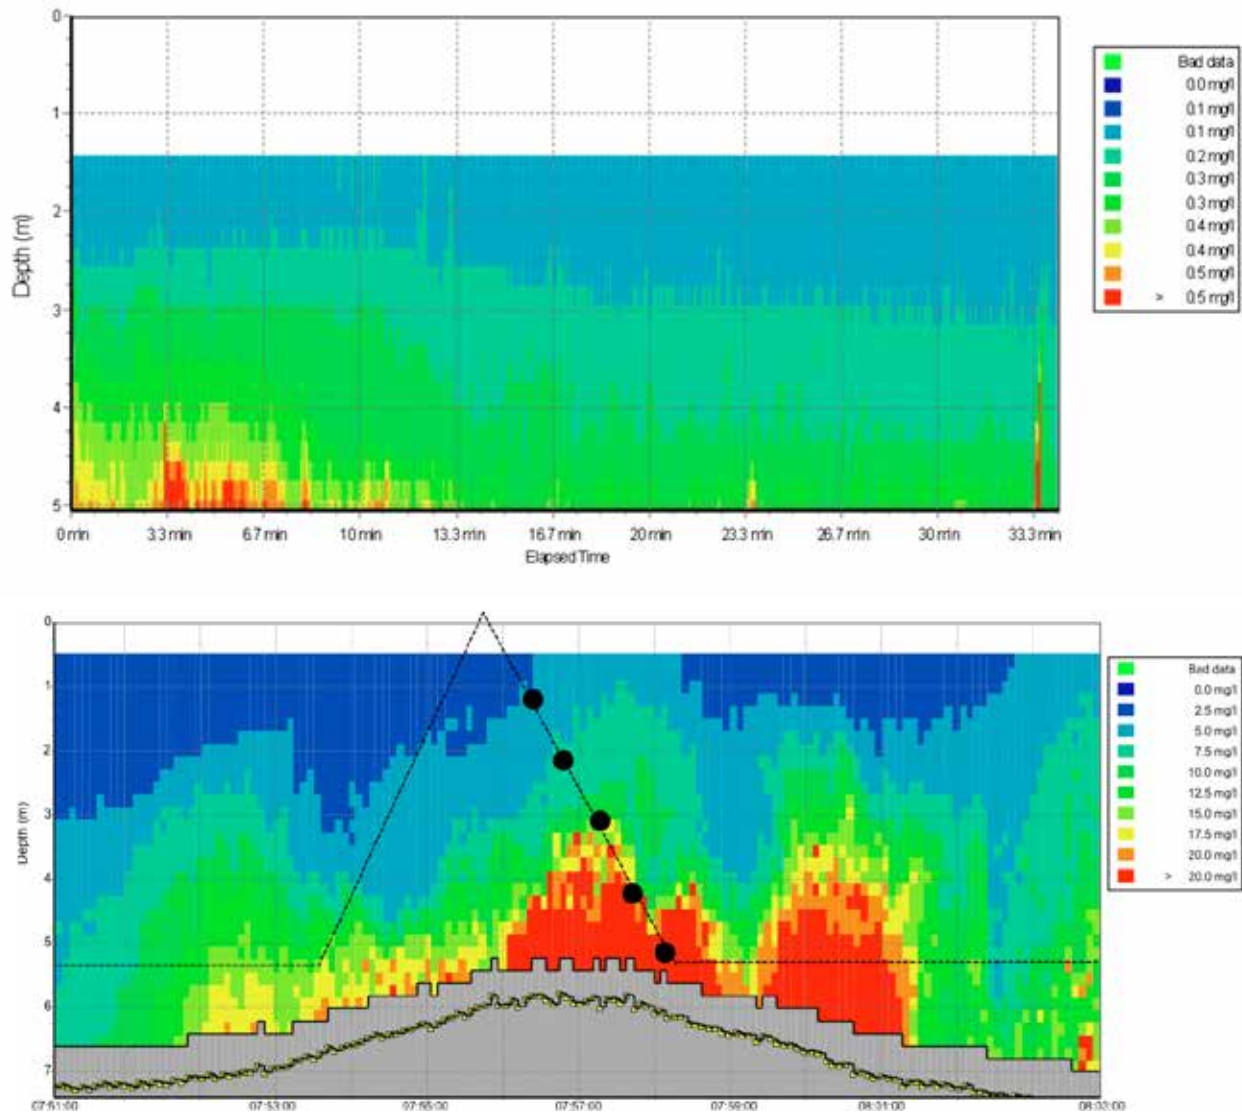 0
1
2
3
4
5
Depth (m)
0 min 3.3 min 6.7 min 10 min 13.3 min 16.7 min 20 min 23.3 min 26.7 min 30 min 33.3 min
Elapsed Time
Bad data
0.0 mg/l
0.1 mg/l
0.1 mg/l
0.2 mg/l
0.3 mg/l
0.3 mg/l
0.4 mg/l
0.4 mg/l
0.5 mg/l
> 0.5 mg/l
0
1
2
3
4
5
6
7
Depth (m)
07:51:00 07:53:00 07:55:00 07:57:00 07:59:00 08:01:00 08:03:00
Bad data
0.0 mg/l
2.5 mg/l
5.0 mg/l
7.5 mg/l
10.0 mg/l
12.5 mg/l
15.0 mg/l
17.5 mg/l
20.0 mg/l
> 20.0 mg/l